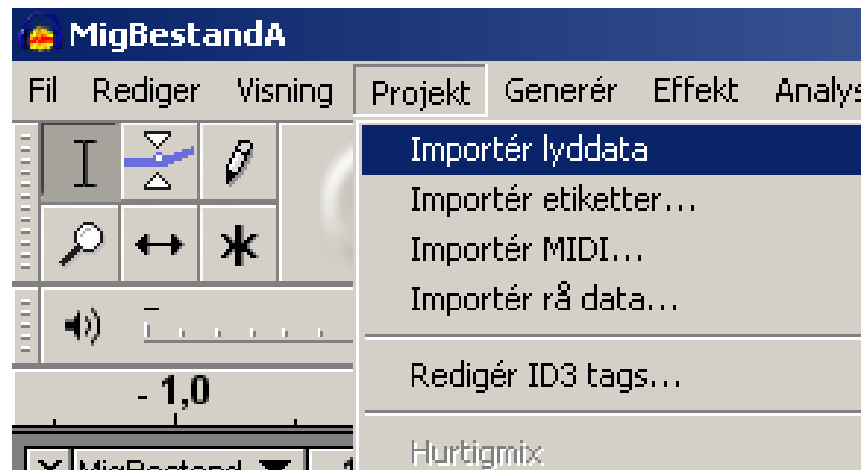 MigBestandA
Fil Rediger Visning Projekt Generér Effekt
Importér lyddata
Importér etiketter...
Importér MIDI...
Importér rå data...
- 1,0
Redigér ID3 tags...
Hurtigmix